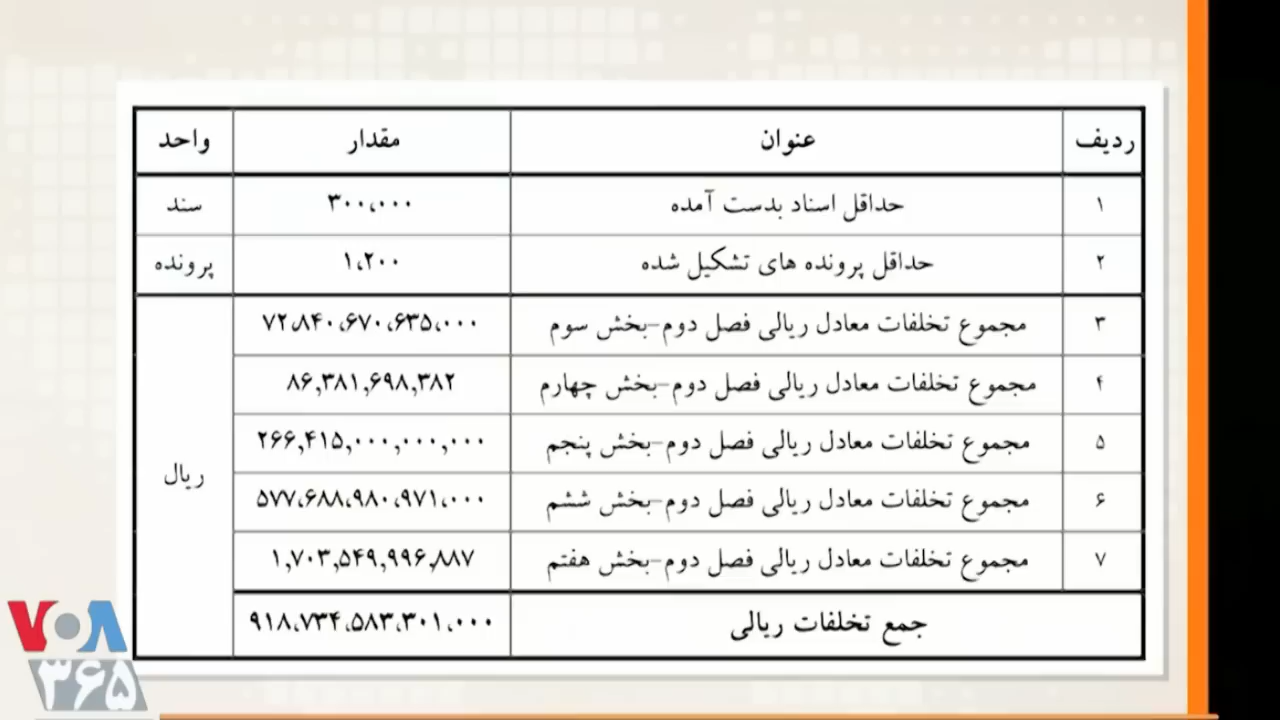 ردیف عنوان مقدار واحد
۱ حداقل اسناد بدست آمده ۳۰۰،۰۰۰ سند
۲ حداقل پرونده های تشکیل شده ۱،۲۰۰ پرونده
۳ مجموع تخلفات معادل ریالی فصل دوم-بخش سوم ۷۲،۸۴۰،۶۷۰،۶۳۵،۰۰۰
۴ مجموع تخلفات معادل ریالی فصل دوم-بخش چهارم ۸۶,۳۸۱,۶۹۸,۳۸۲
۵ مجموع تخلفات معادل ریالی فصل دوم-بخش پنجم ۲۶۶,۴۱۵,۰۰۰,۰۰۰,۰۰۰
ریال
۶ مجموع تخلفات معادل ریالی فصل دوم-بخش ششم ۵۷۷،۶۸۸،۹۸۰،۹۷۱،۰۰۰
۷ مجموع تخلفات معادل ریالی فصل دوم-بخش هفتم ۱,۷۰۳,۵۴۹,۹۹۶,۸۸۷
جمع تخلفات ریالی ۹۱۸،۷۳۴،۵۸۳،۳۰۱،۰۰۰
VOA
۳۶۵